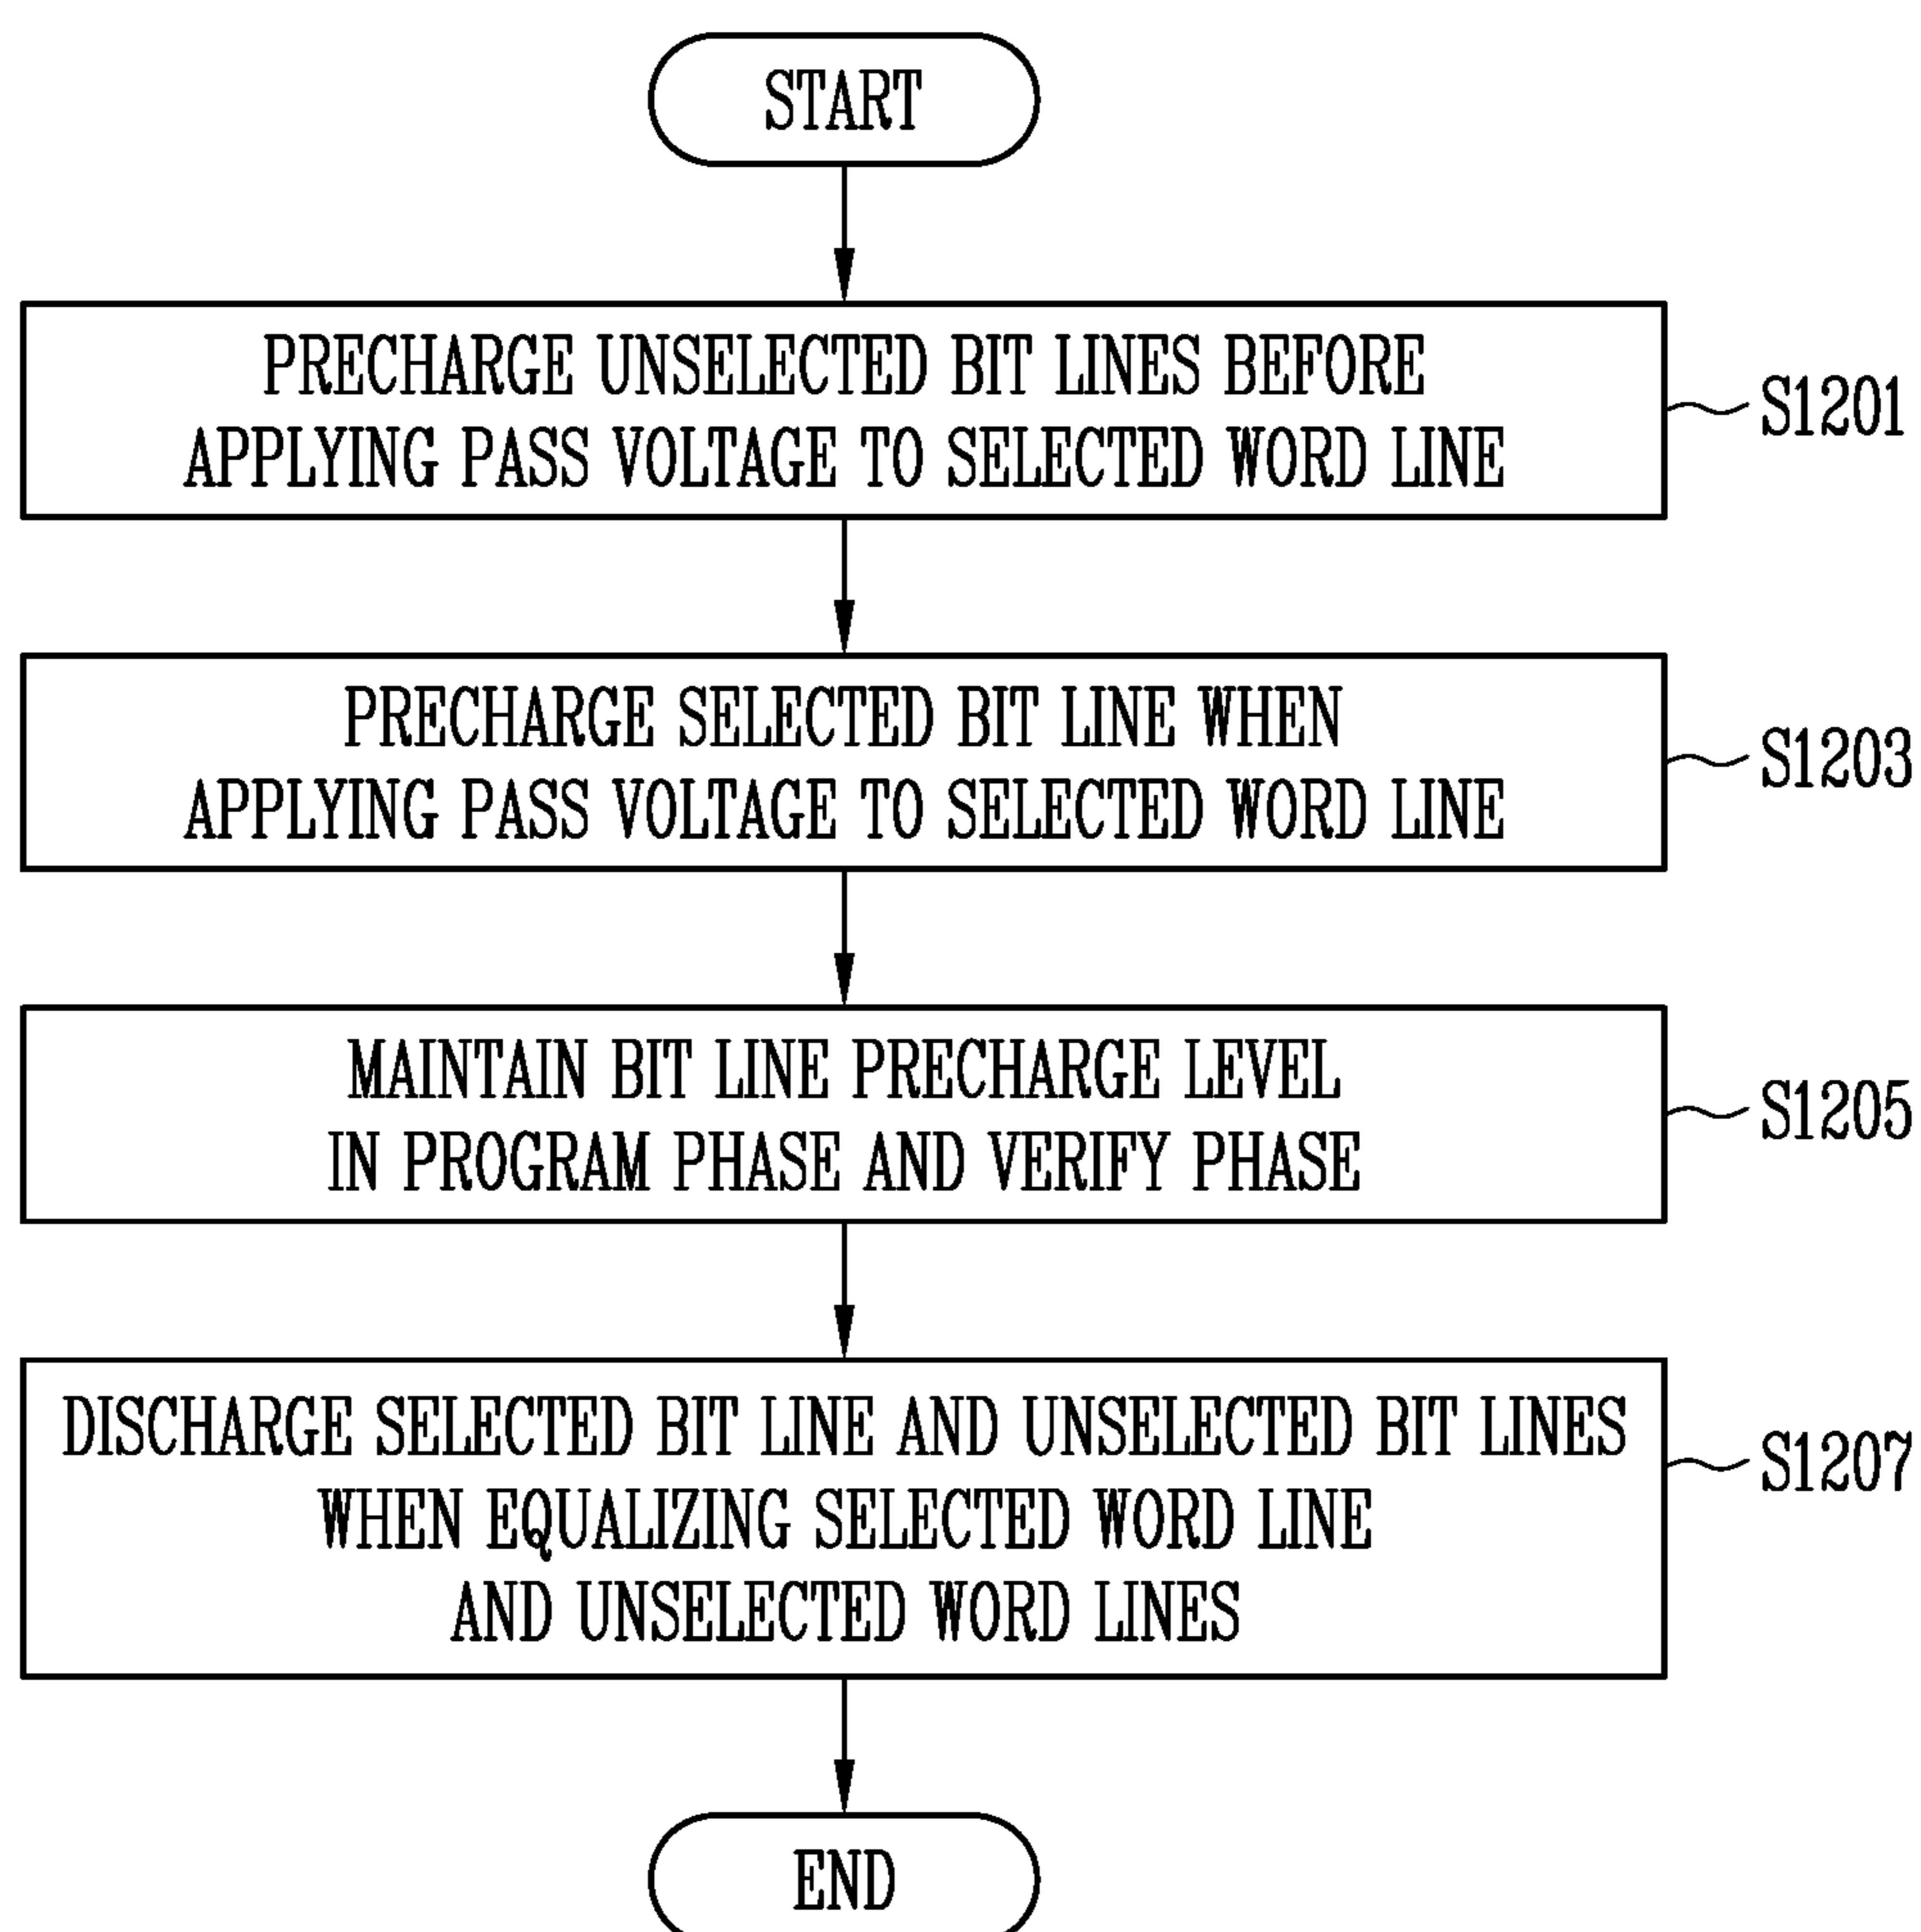 START
PRECHARGE UNSELECTED BIT LINES BEFORE
APPLYING PASS VOLTAGE TO SELECTED WORD LINE
S1201
PRECHARGE SELECTED BIT LINE WHEN
APPLYING PASS VOLTAGE TO SELECTED WORD LINE
S1203
MAINTAIN BIT LINE PRECHARGE LEVEL
IN PROGRAM PHASE AND VERIFY PHASE
S1205
DISCHARGE SELECTED BIT LINE AND UNSELECTED BIT LINES
WHEN EQUALIZING SELECTED WORD LINE
AND UNSELECTED WORD LINES
S1207
END